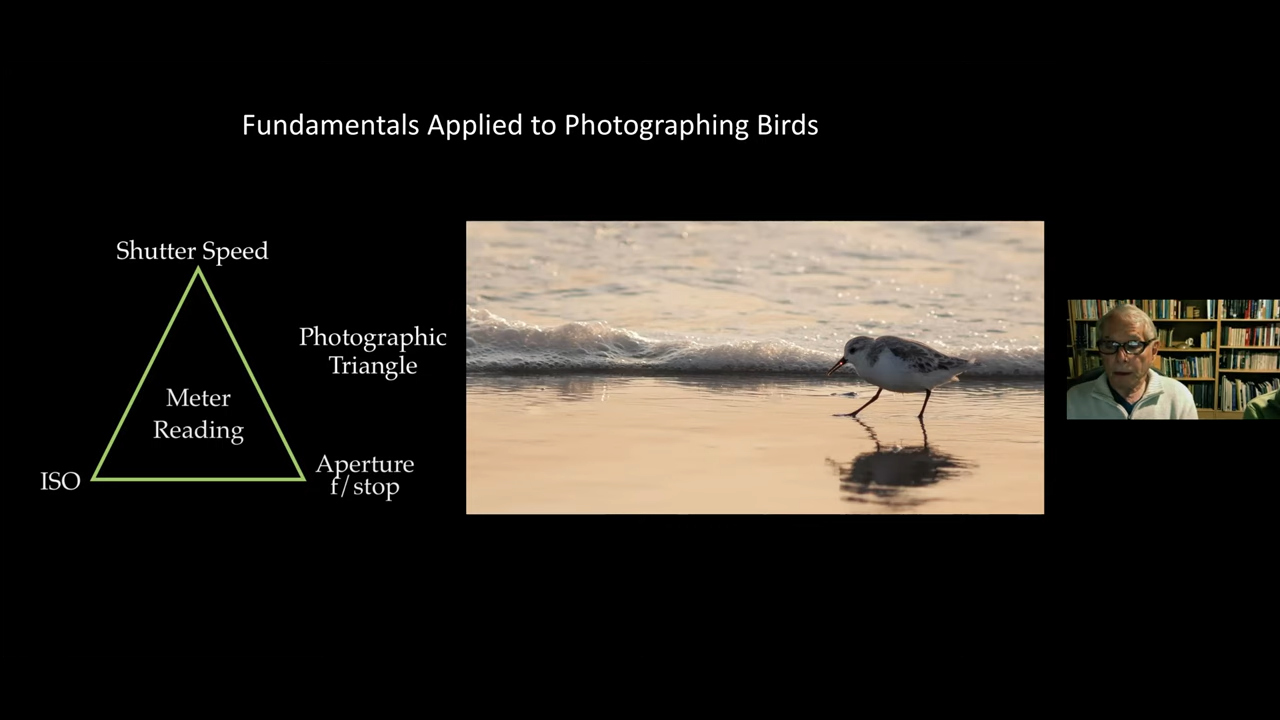 Fundamentals Applied to Photographing Birds
Shutter Speed
Photographic
Triangle
Meter
Reading
ISO
Aperture
f/stop